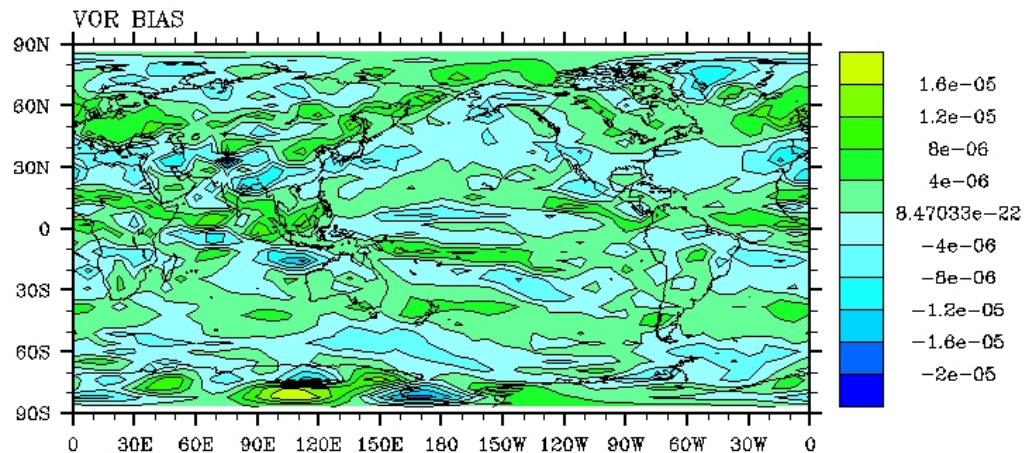 VOR BIAS
90N
60N
30N
0
30S
60S
90S
0 30E 60E 90E 120E 150E 180 150W 120W 90W 60W 30W 0
1.6e-05
1.2e-05
8e-06
4e-06
8.47033e-22
-4e-06
-8e-06
-1.2e-05
-1.6e-05
-2e-05